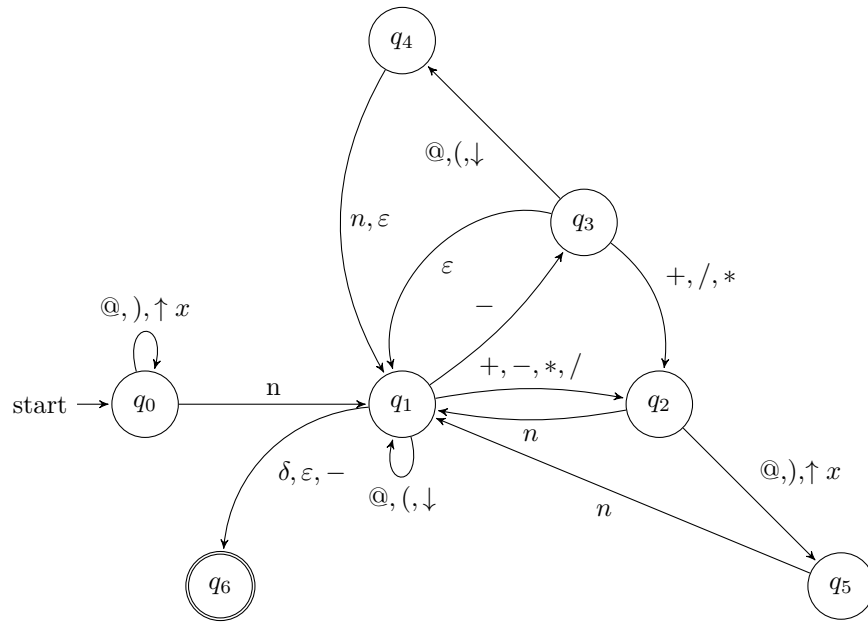 q4
@,(,↓
q3
n, ε
ε
+, /, ∗
−
@, ), ↑ x
+, −, ∗, /
start
q0
n
q1
q2
n
@,),↑ x
δ, ε, -
@, (, ↓
n
q6
q5